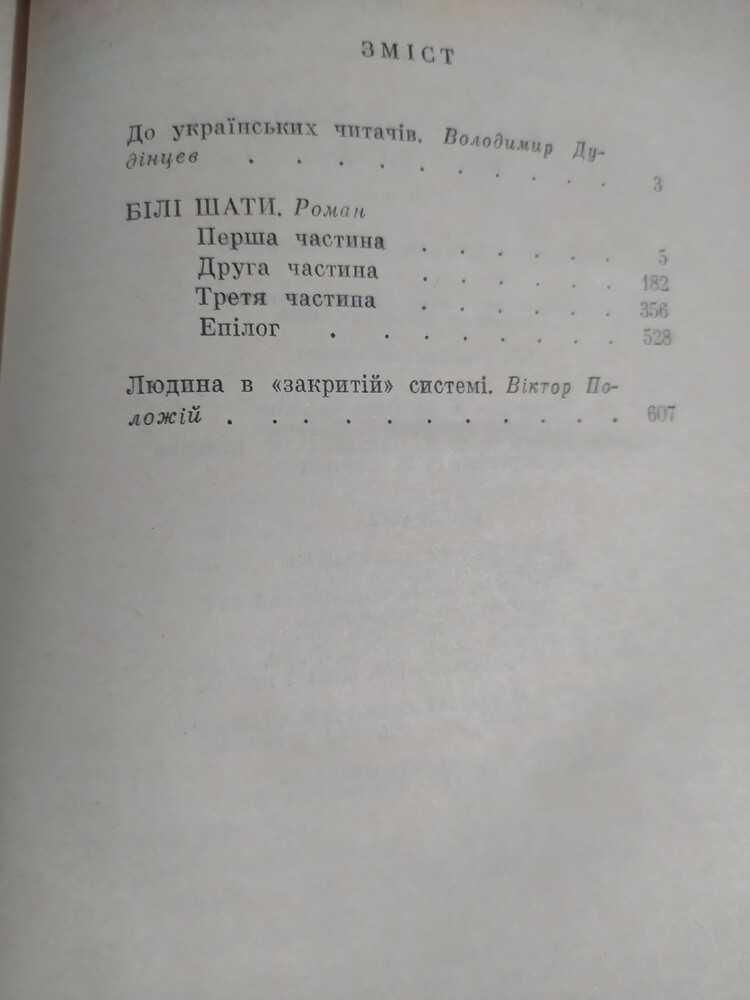 ЗМІСТ
До українських читачів. Володимир Ду-
дінцев . . . . . . . . . . 3
БІЛІ ШАТИ. Роман
Перша частина . . . . . . 5
Друга частина . . . . . . 182
Третя частина . . . . . . 356
Епілог . . . . . . . . 528
Людина в «закритій» системі. Віктор По-
ложій . . . . . . . . . . 607